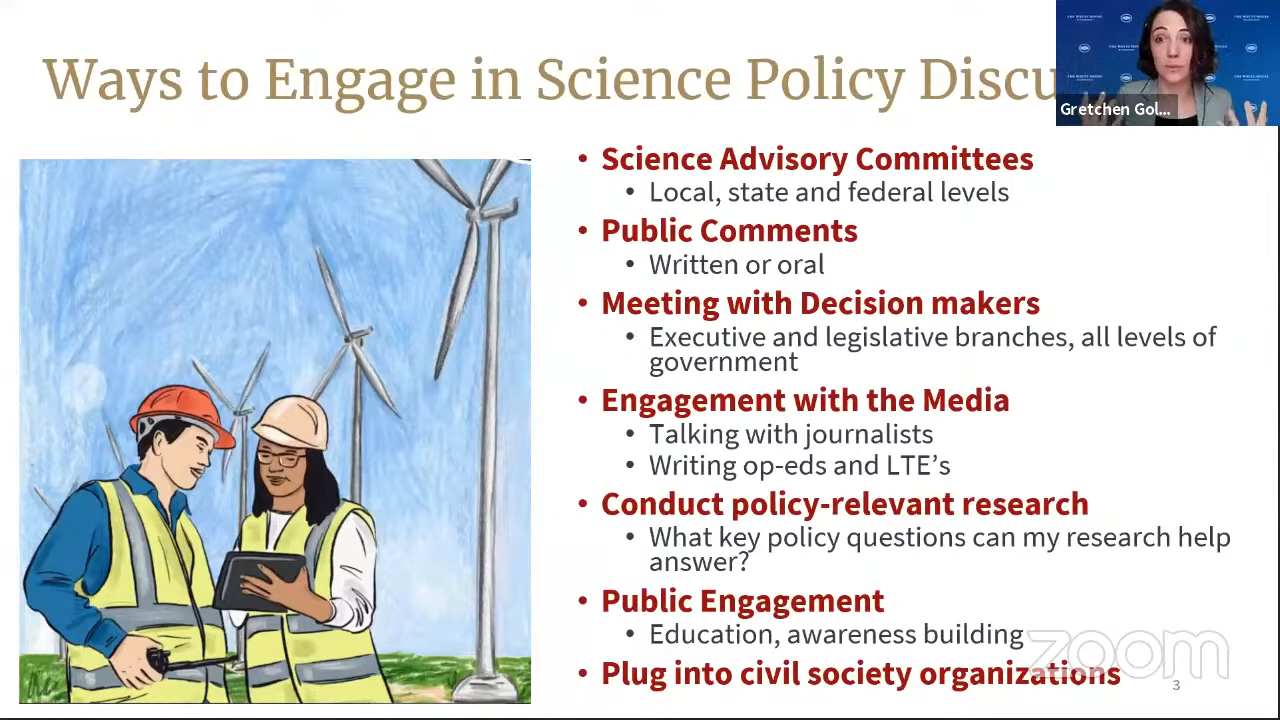 Ways to Engage in Science Policy Discu
Gretchen Gol...
• Science Advisory Committees
• Local, state and federal levels
• Public Comments
• Written or oral
• Meeting with Decision makers
• Executive and legislative branches, all levels of
government
• Engagement with the Media
• Talking with journalists
• Writing op-eds and LTE’s
• Conduct policy-relevant research
• What key policy questions can my research help
answer?
• Public Engagement
• Education, awareness building
• Plug into civil society organizations
zoom
3